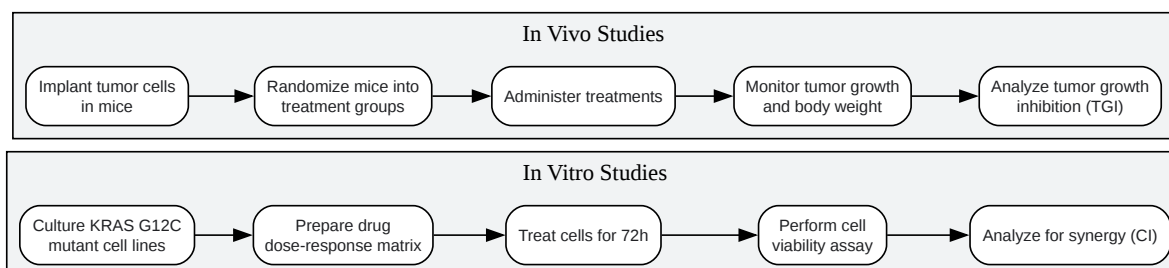 In Vivo Studies
Implant tumor cells
in mice
Randomize mice into
treatment groups
Administer treatments
Monitor tumor growth
and body weight
Analyze tumor growth
inhibition (TGI)
In Vitro Studies
Culture KRAS G12C
mutant cell lines
Prepare drug
dose-response matrix
Treat cells for 72h
Perform cell
viability assay
Analyze for synergy (CI)